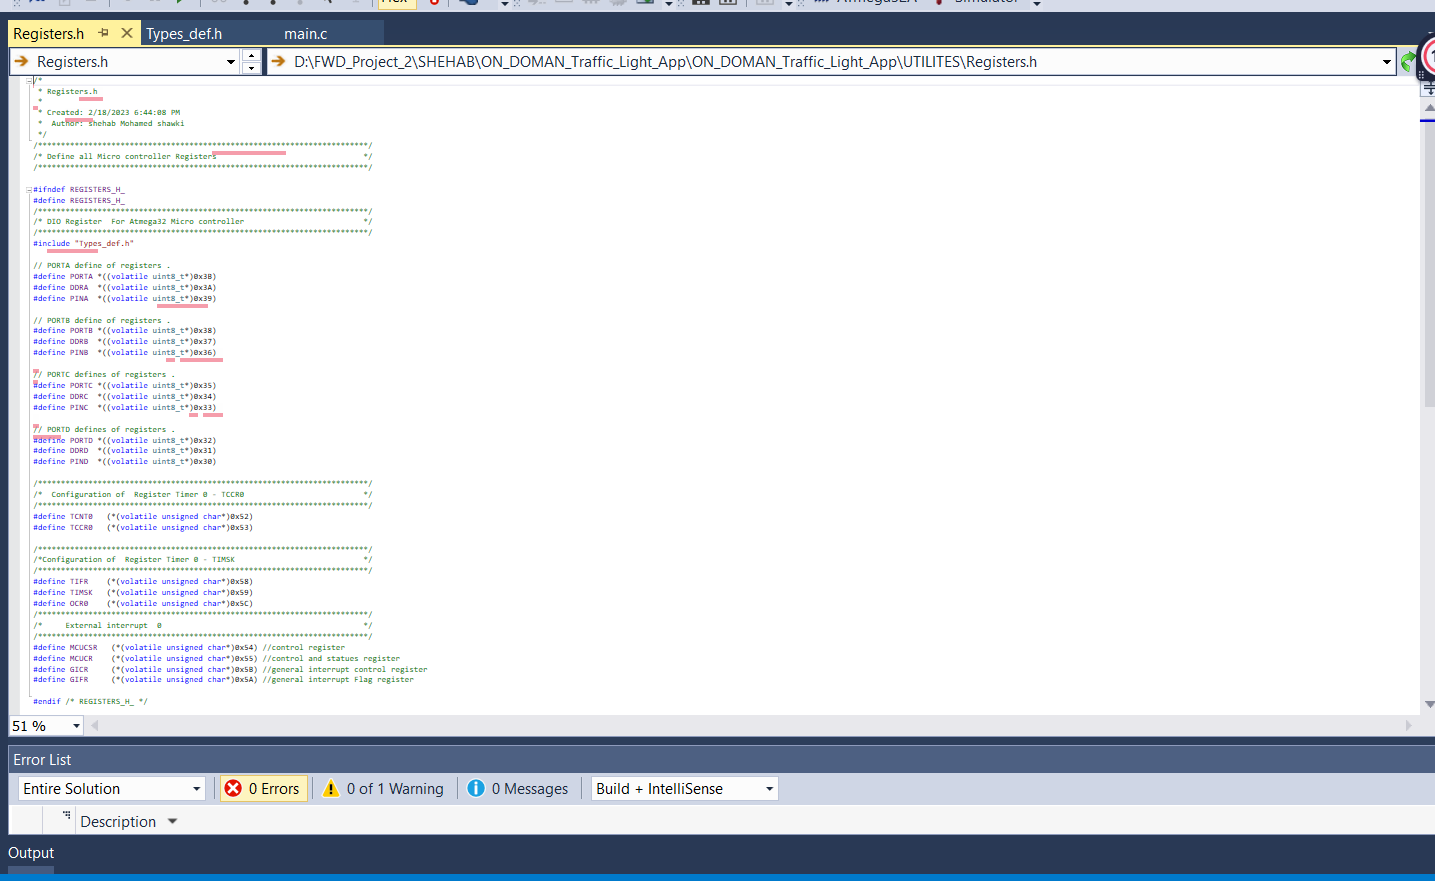 Hex
ATmega32A
Simulator
Registers.h
Types_def.h
main.c
Registers.h
D:\FWD_Project_2\SHEHAB\ON_DOMAN_Traffic_Light_App\ON_DOMAN_Traffic_Light_App\UTILITES\Registers.h
/*
* Registers.h
*
* Created: 2/18/2023 6:44:08 PM
*  Author: shehab Mohamed shawki
*/
/************************************************************************/
/* Define all Micro controller Registers                                */
/************************************************************************/
#ifndef REGISTERS_H_
#define REGISTERS_H_
/************************************************************************/
/* DIO Register  For Atmega32 Micro controller                          */
/************************************************************************/
#include "Types_def.h"
// PORTA define of registers .
#define PORTA *((volatile uint8_t*)0x3B)
#define DDRA  *((volatile uint8_t*)0x3A)
#define PINA  *((volatile uint8_t*)0x39)
// PORTB define of registers .
#define PORTB *((volatile uint8_t*)0x38)
#define DDRB  *((volatile uint8_t*)0x37)
#define PINB  *((volatile uint8_t*)0x36)
// PORTC defines of registers .
#define PORTC *((volatile uint8_t*)0x35)
#define DDRC  *((volatile uint8_t*)0x34)
#define PINC  *((volatile uint8_t*)0x33)
// PORTD defines of registers .
#define PORTD *((volatile uint8_t*)0x32)
#define DDRD  *((volatile uint8_t*)0x31)
#define PIND  *((volatile uint8_t*)0x30)
/************************************************************************/
/*  Configuration of  Register Timer 0 - TCCR0                          */
/************************************************************************/
#define TCNT0   (*(volatile unsigned char*)0x52)
#define TCCR0   (*(volatile unsigned char*)0x53)
/************************************************************************/
/*Configuration of  Register Timer 0 - TIMSK                            */
/************************************************************************/
#define TIFR    (*(volatile unsigned char*)0x58)
#define TIMSK   (*(volatile unsigned char*)0x59)
#define OCR0    (*(volatile unsigned char*)0x5C)
/************************************************************************/
/*     External interrupt  0                                            */
/************************************************************************/
#define MCUCSR   (*(volatile unsigned char*)0x54) //control register
#define MCUCR    (*(volatile unsigned char*)0x55) //control and statues register
#define GICR     (*(volatile unsigned char*)0x5B) //general interrupt control register
#define GIFR     (*(volatile unsigned char*)0x5A) //general interrupt Flag register
#endif /* REGISTERS_H_ */
51 %
Error List
Entire Solution
0 Errors
0 of 1 Warning
0 Messages
Build + IntelliSense
Description
Output